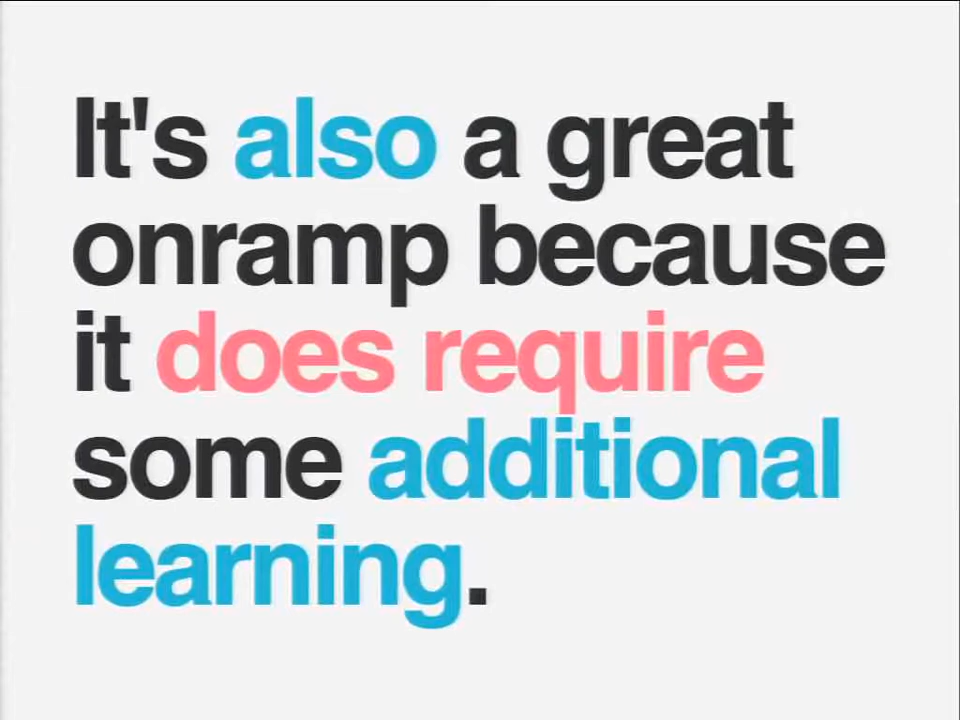 It's also a great
onramp because
it does require
some additional
learning.